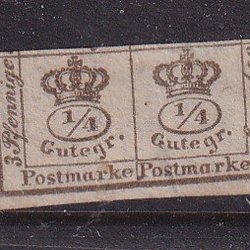 3 Pfennige
1/4 1/4
Gutegr. Gutegr.
Postmarke Postmarke